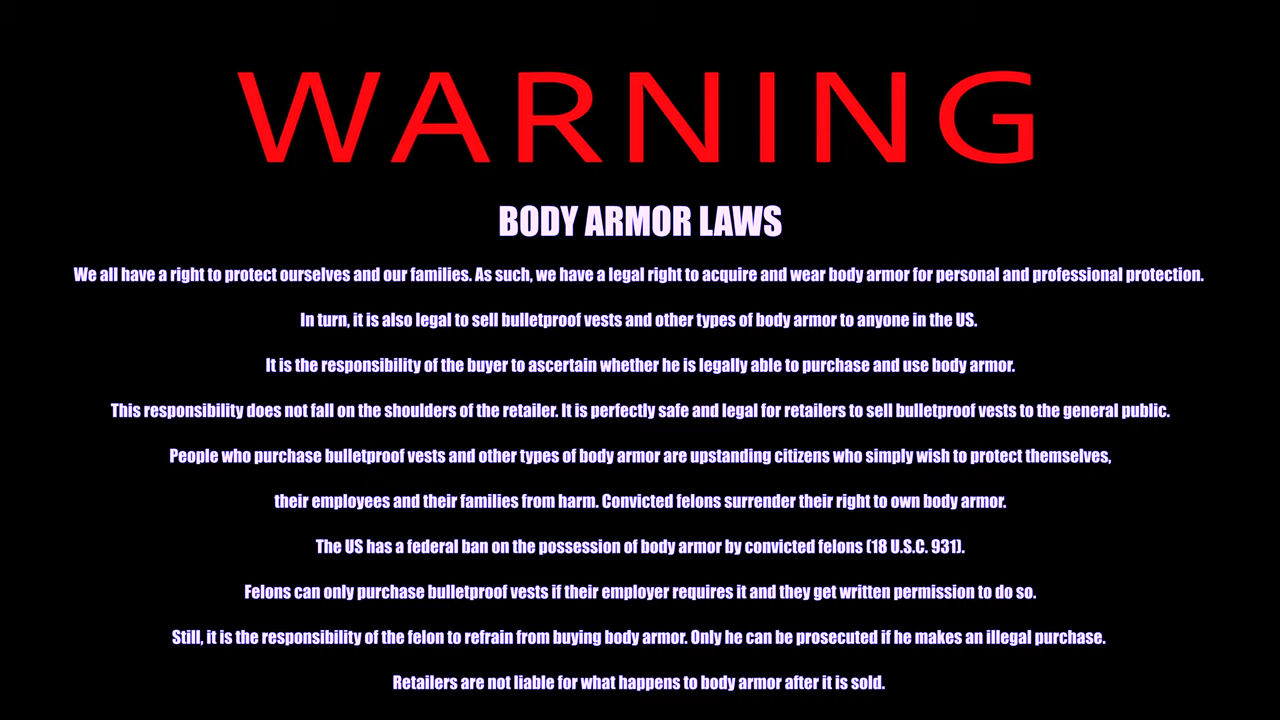 WARNING
BODY ARMOR LAWS
We all have a right to protect ourselves and our families. As such, we have a legal right to acquire and wear body armor for personal and professional protection.
In turn, it is also legal to sell bulletproof vests and other types of body armor to anyone in the US.
It is the responsibility of the buyer to ascertain whether he is legally able to purchase and use body armor.
This responsibility does not fall on the shoulders of the retailer. It is perfectly safe and legal for retailers to sell bulletproof vests to the general public.
People who purchase bulletproof vests and other types of body armor are upstanding citizens who simply wish to protect themselves,
their employees and their families from harm. Convicted felons surrender their right to own body armor.
The US has a federal ban on the possession of body armor by convicted felons (18 U.S.C. 931).
Felons can only purchase bulletproof vests if their employer requires it and they get written permission to do so.
Still, it is the responsibility of the felon to refrain from buying body armor. Only he can be prosecuted if he makes an illegal purchase.
Retailers are not liable for what happens to body armor after it is sold.